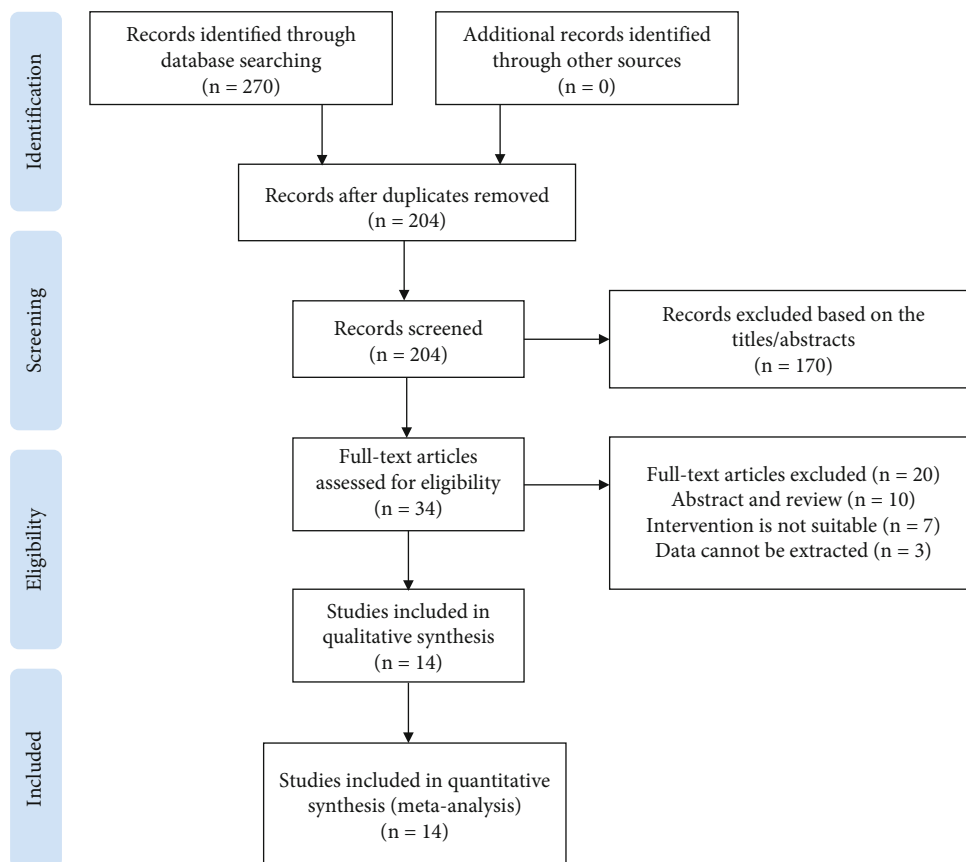 Identification
Records identified through
database searching
(n = 270)
Additional records identified
through other sources
(n = 0)
Records after duplicates removed
(n = 204)
Screening
Records screened
(n = 204)
Records excluded based on the
titles/abstracts
(n = 170)
Eligibility
Full-text articles
assessed for eligibility
(n = 34)
Full-text articles excluded (n = 20)
Abstract and review (n = 10)
Intervention is not suitable (n = 7)
Data cannot be extracted (n = 3)
Studies included in
qualitative synthesis
(n = 14)
Included
Studies included in quantitative
synthesis (meta-analysis)
(n = 14)